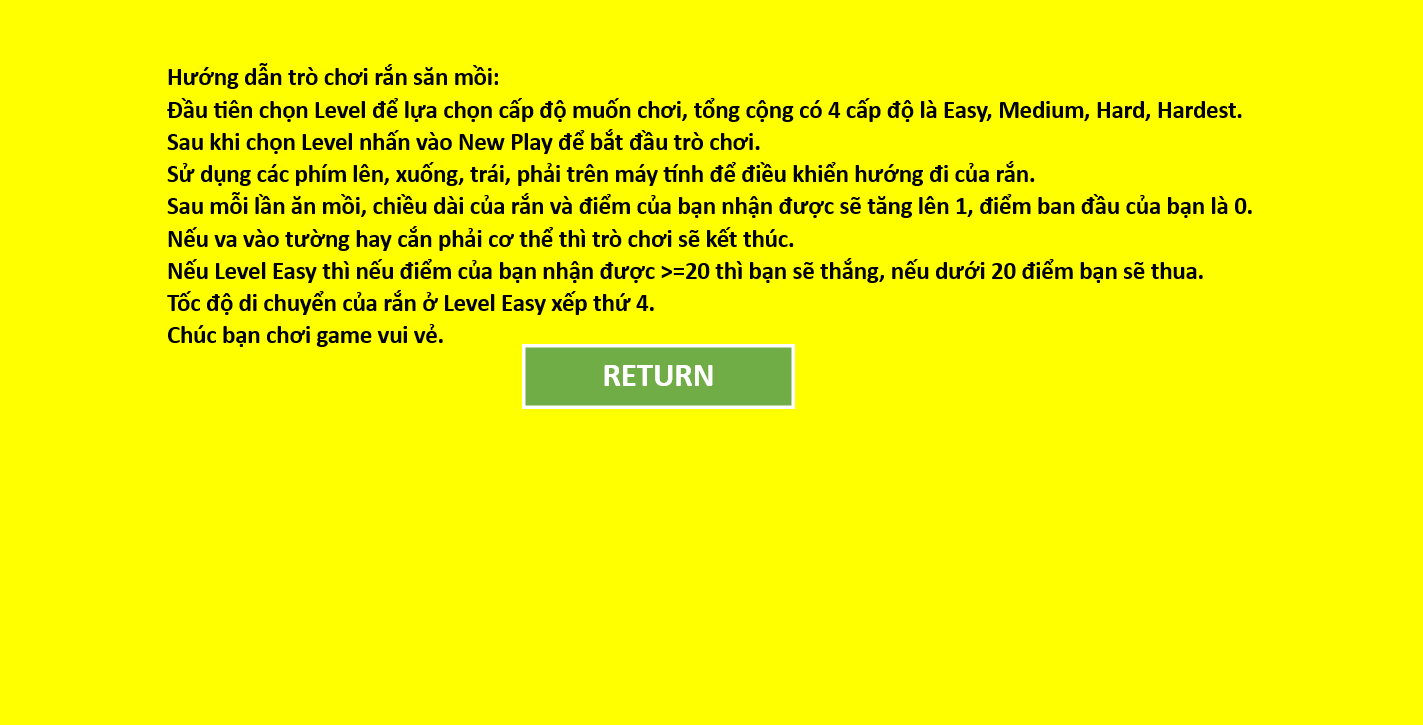 Hướng dẫn trò chơi rắn săn mồi:
Đầu tiên chọn Level để lựa chọn cấp độ muốn chơi, tổng cộng có 4 cấp độ là Easy, Medium, Hard, Hardest.
Sau khi chọn Level nhấn vào New Play để bắt đầu trò chơi.
Sử dụng các phím lên, xuống, trái, phải trên máy tính để điều khiển hướng đi của rắn.
Sau mỗi lần ăn mồi, chiều dài của rắn và điểm của bạn nhận được sẽ tăng lên 1, điểm ban đầu của bạn là 0.
Nếu va vào tường hay cắn phải cơ thể thì trò chơi sẽ kết thúc.
Nếu Level Easy thì nếu điểm của bạn nhận được >=20 thì bạn sẽ thắng, nếu dưới 20 điểm bạn sẽ thua.
Tốc độ di chuyển của rắn ở Level Easy xếp thứ 4.
Chúc bạn chơi game vui vẻ.
RETURN